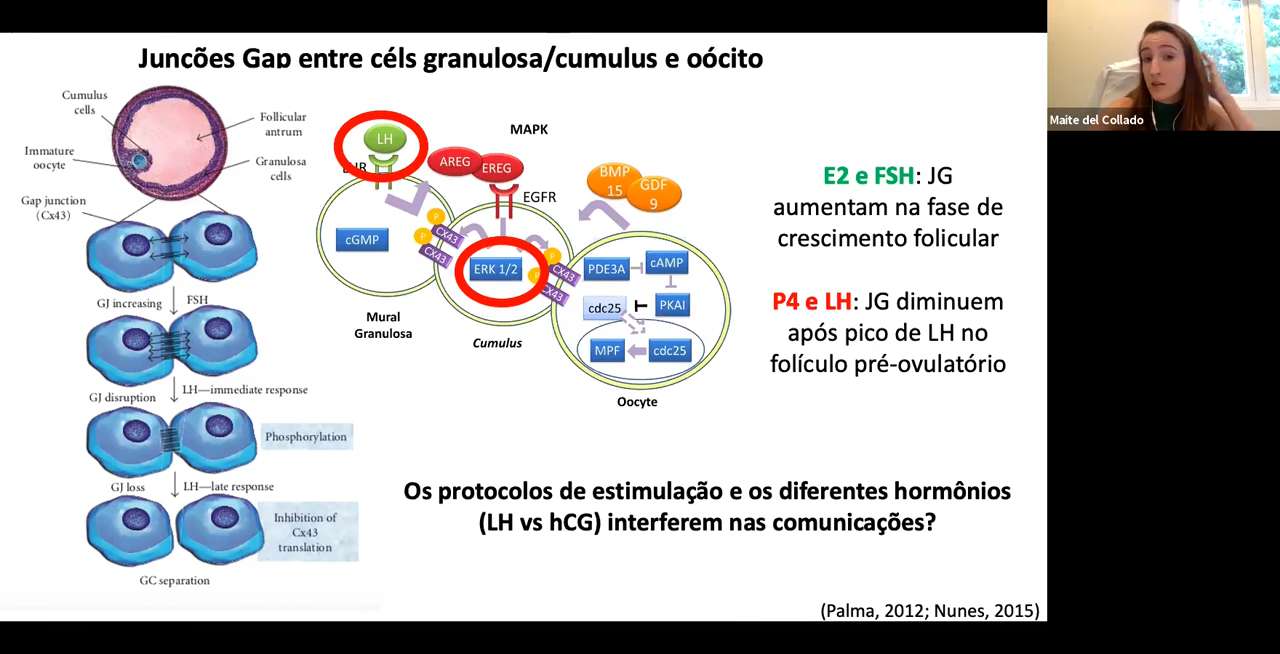 Junções Gap entre céls granulosa/cumulus e oócito
Maite del Collado
Cumulus
cells
Follicular
antrum
Immature
oocyte
Granulosa
cells
Gap junction
(Cx43)
GJ increasing
FSH
GJ disruption
LH—immediate response
Phosphorylation
GJ loss
LH—late response
Inhibition of
Cx43
translation
GC separation
LH
MAPK
AREG
EREG
EGFR
BMP
15
GDF
9
cGMP
P
P
Cx43
Cx43
ERK 1/2
P
P
CX43
CX43
PDE3A
cAMP
cdc25
PKAI
MPF
cdc25
Mural
Granulosa
Cumulus
Oocyte
E2 e FSH: JG
aumentam na fase de
crescimento folicular
P4 e LH: JG diminuem
após pico de LH no
folículo pré-ovulatório
Os protocolos de estimulação e os diferentes hormônios
(LH vs hCG) interferem nas comunicações?
(Palma, 2012; Nunes, 2015)